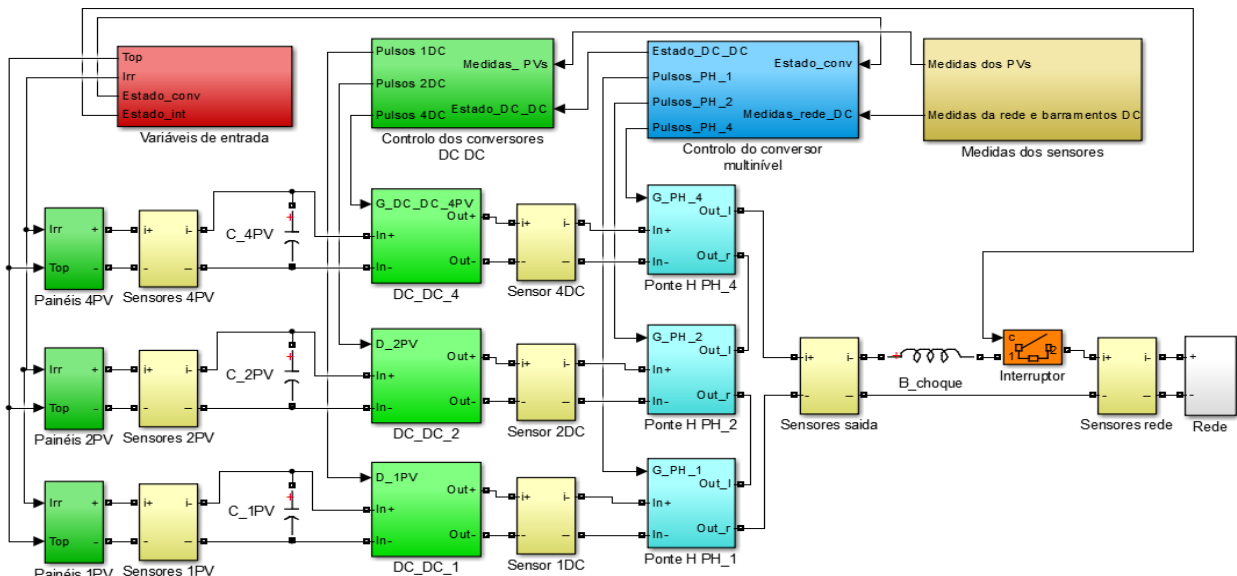 Top
Irr
Estado_conv
Estado_int
Variáveis de entrada
Pulsos 1DC
Pulsos 2DC
Pulsos 4DC
Medidas_ PVs
Estado_DC_DC
Controlo dos conversores
DC DC
Estado_DC_DC
Pulsos_PH_1
Pulsos_PH_2
Pulsos_PH_4
Estado_conv
Medidas_rede_DC
Controlo do conversor
multinível
Medidas dos PVs
Medidas da rede e barramentos DC
Medidas dos sensores
Irr
Top
+
-
Painéis 4PV
i+
-
i-
-
Sensores 4PV
+
C_4PV
G_DC_DC_4PV
In+
In-
Out+
Out-
DC_DC_4
i+
-
i-
-
Sensor 4DC
G_PH_4
In+
In-
Out_l
Out_r
Ponte H PH_4
Irr
Top
+
-
Painéis 2PV
i+
-
i-
-
Sensores 2PV
+
C_2PV
D_2PV
In+
In-
Out+
Out-
DC_DC_2
i+
-
i-
-
Sensor 2DC
G_PH_2
In+
In-
Out_l
Out_r
Ponte H PH_2
i+
-
i-
-
Sensores saida
+
B_choque
c
1
2
Interruptor
i+
-
i-
-
Sensores rede
+
-
Rede
Irr
Top
+
-
Painéis 1PV
i+
-
i-
-
Sensores 1PV
+
C_1PV
D_1PV
In+
In-
Out+
Out-
DC_DC_1
i+
-
i-
-
Sensor 1DC
G_PH_1
In+
In-
Out_l
Out_r
Ponte H PH_1